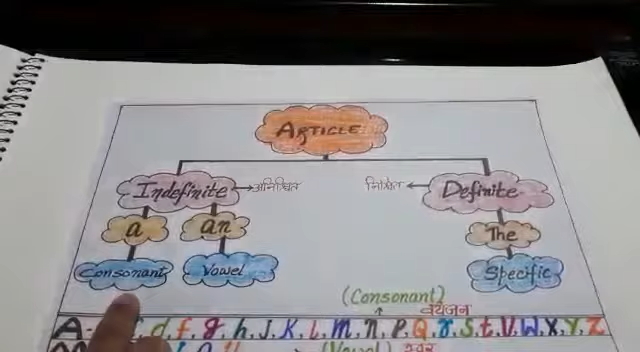 ARTICLE
Indefinite → अनिश्चित निश्चित ← Definite
a an The
Consonant Vowel Specific
(Consonant) व्यंजन
d, f, g, h, J, K, L, m, n, P, Q, r, S, t, V, W, X, Y, Z
(Vowel) स्वर